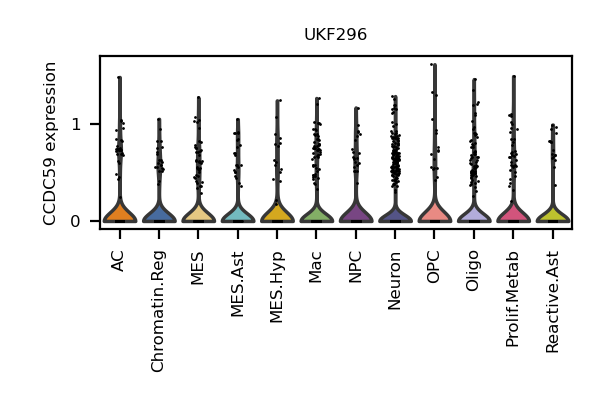 UKF296
CCDC59 expression
1
0
AC
Chromatin.Reg
MES
MES.Ast
MES.Hyp
Mac
NPC
Neuron
OPC
Oligo
Prolif.Metab
Reactive.Ast